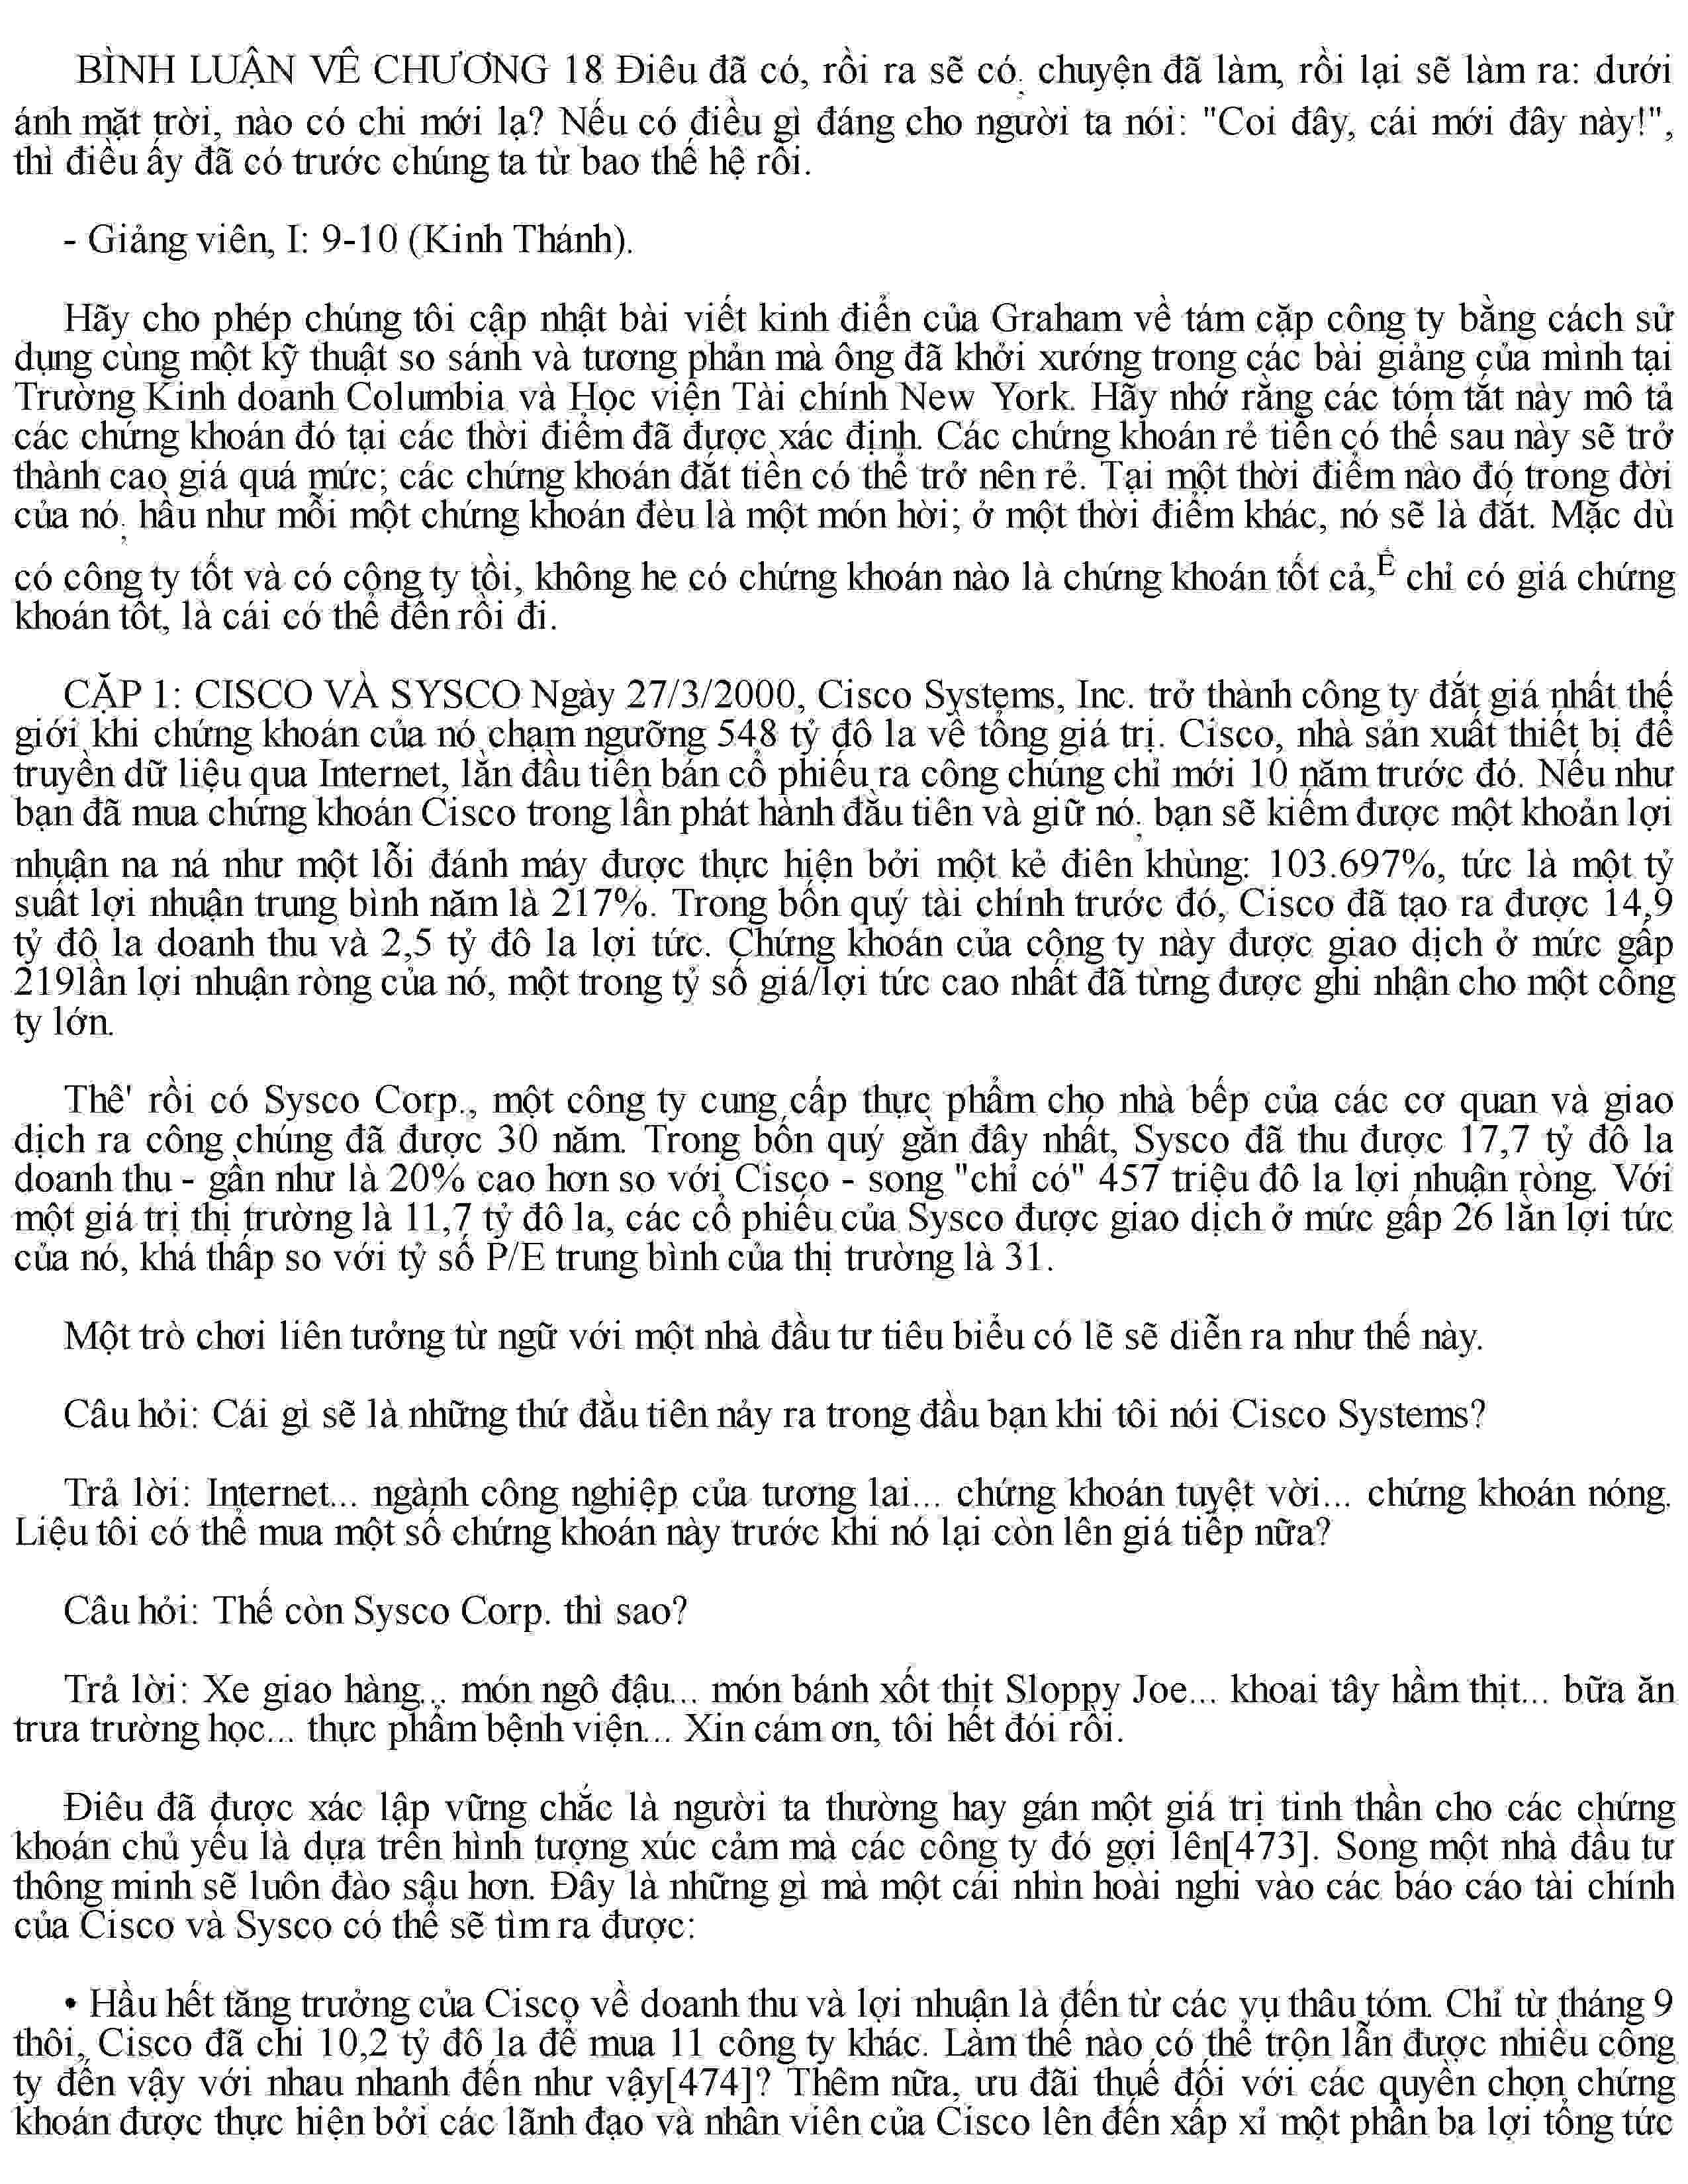 BÌNH LUẬN VÊ CHƯƠNG 18 Điêu đã có, rồi ra sẽ có, chuyện đã làm, rồi lại sẽ làm ra: dưới
ánh mặt trời, nào có chi mới lạ? Nếu có điều gì đáng cho người ta nói: "Coi đây, cái mới đây này!",
thì điều ấy đã có trước chúng ta từ bao thế hệ rồi.
- Giảng viên, I: 9-10 (Kinh Thánh).
Hãy cho phép chúng tôi cập nhật bài viết kinh điển của Graham về tám cặp công ty bằng cách sử
dụng cùng một kỹ thuật so sánh và tương phản mà ông đã khởi xướng trong các bài giảng của mình tại
Trường Kinh doanh Columbia và Học viện Tài chính New York. Hãy nhớ rằng các tóm tắt này mô tả
các chứng khoán đó tại các thời điểm đã được xác định. Các chứng khoán rẻ tiền có thể sau này sẽ trở
thành cao giá quá mức; các chứng khoán đắt tiền có thể trở nên rẻ. Tại một thời điểm nào đó trong đời
của nó, hầu như mỗi một chứng khoán đèu là một món hời; ở một thời điểm khác, nó sẽ là đắt. Mặc dù
có công ty tốt và có công ty tồi, không he có chứng khoán nào là chứng khoán tốt cả,Ề chỉ có giá chứng
khoán tốt, là cái có thể đến rồi đi.
CẶP 1: CISCO VÀ SYSCO Ngày 27/3/2000, Cisco Systems, Inc. trở thành công ty đắt giá nhất thế
giới khi chứng khoán của nó chạm ngưỡng 548 tỷ đô la về tổng giá trị. Cisco, nhà sản xuất thiết bị để
truyền dữ liệu qua Internet, lần đầu tiên bán cổ phiếu ra công chúng chỉ mới 10 năm trước đó. Nếu như
bạn đã mua chứng khoán Cisco trong lần phát hành đầu tiên và giữ nó, bạn sẽ kiếm được một khoản lợi
nhuận na ná như một lỗi đánh máy được thực hiện bởi một kẻ điên khùng: 103.697%, tức là một tỷ
suất lợi nhuận trung bình năm là 217%. Trong bốn quý tài chính trước đó, Cisco đã tạo ra được 14,9
tỷ đô la doanh thu và 2,5 tỷ đô la lợi tức. Chứng khoán của công ty này được giao dịch ở mức gấp
219lần lợi nhuận ròng của nó, một trong tỷ số giá/lợi tức cao nhất đã từng được ghi nhận cho một công
ty lớn.
Thê' rồi có Sysco Corp., một công ty cung cấp thực phẩm cho nhà bếp của các cơ quan và giao
dịch ra công chúng đã được 30 năm. Trong bốn quý gần đây nhất, Sysco đã thu được 17,7 tỷ đô la
doanh thu - gần như là 20% cao hơn so với Cisco - song "chỉ có" 457 triệu đô la lợi nhuận ròng. Với
một giá trị thị trường là 11,7 tỷ đô la, các cổ phiếu của Sysco được giao dịch ở mức gấp 26 lần lợi tức
của nó, khá thấp so với tỷ số P/E trung bình của thị trường là 31.
Một trò chơi liên tưởng từ ngữ với một nhà đầu tư tiêu biểu có lẽ sẽ diễn ra như thế này.
Câu hỏi: Cái gì sẽ là những thứ đầu tiên nảy ra trong đầu bạn khi tôi nói Cisco Systems?
Trả lời: Internet... ngành công nghiệp của tương lai... chứng khoán tuyệt vời... chứng khoán nóng.
Liệu tôi có thể mua một số chứng khoán này trước khi nó lại còn lên giá tiếp nữa?
Câu hỏi: Thế còn Sysco Corp. thì sao?
Trả lời: Xe giao hàng... món ngô đậu... món bánh xốt thịt Sloppy Joe... khoai tây hầm thịt... bữa ăn
trưa trường học... thực phẩm bệnh viện... Xin cám ơn, tôi hết đói rồi.
Điêu đã được xác lập vững chắc là người ta thường hay gán một giá trị tinh thần cho các chứng
khoán chủ yếu là dựa trên hình tượng xúc cảm mà các công ty đó gợi lên[473]. Song một nhà đầu tư
thông minh sẽ luôn đào sâu hơn. Đây là những gì mà một cái nhìn hoài nghi vào các báo cáo tài chính
của Cisco và Sysco có thể sẽ tìm ra được:
• Hầu hết tăng trưởng của Cisco về doanh thu và lợi nhuận là đến từ các vụ thâu tóm. Chỉ từ tháng 9
thôi, Cisco đã chi 10,2 tỷ đô la để mua 11 công ty khác. Làm thế nào có thể trộn lẫn được nhiều công
ty đến vậy với nhau nhanh đến như vậy[474]? Thêm nữa, ưu đãi thuế đối với các quyền chọn chứng
khoán được thực hiện bởi các lãnh đạo và nhân viên của Cisco lên đến xấp xỉ một phần ba lợi tổng tức